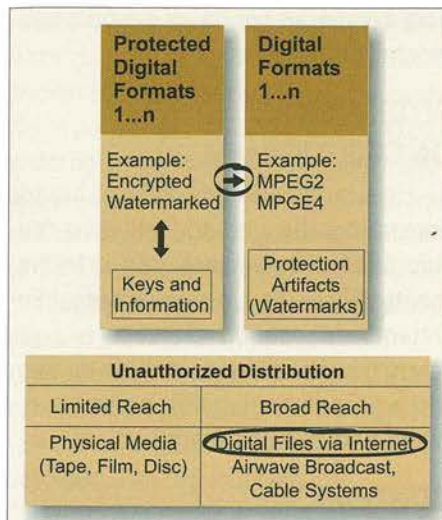 Protected
Digital
Formats
1...n
Example:
Encrypted
Watermarked
Keys and
Information
Digital
Formats
1...n
Example:
MPEG2
MPGE4
Protection
Artifacts
(Watermarks)
Unauthorized Distribution
Limited Reach
Broad Reach
Physical Media
(Tape, Film, Disc)
Digital Files via Internet
Airwave Broadcast,
Cable Systems